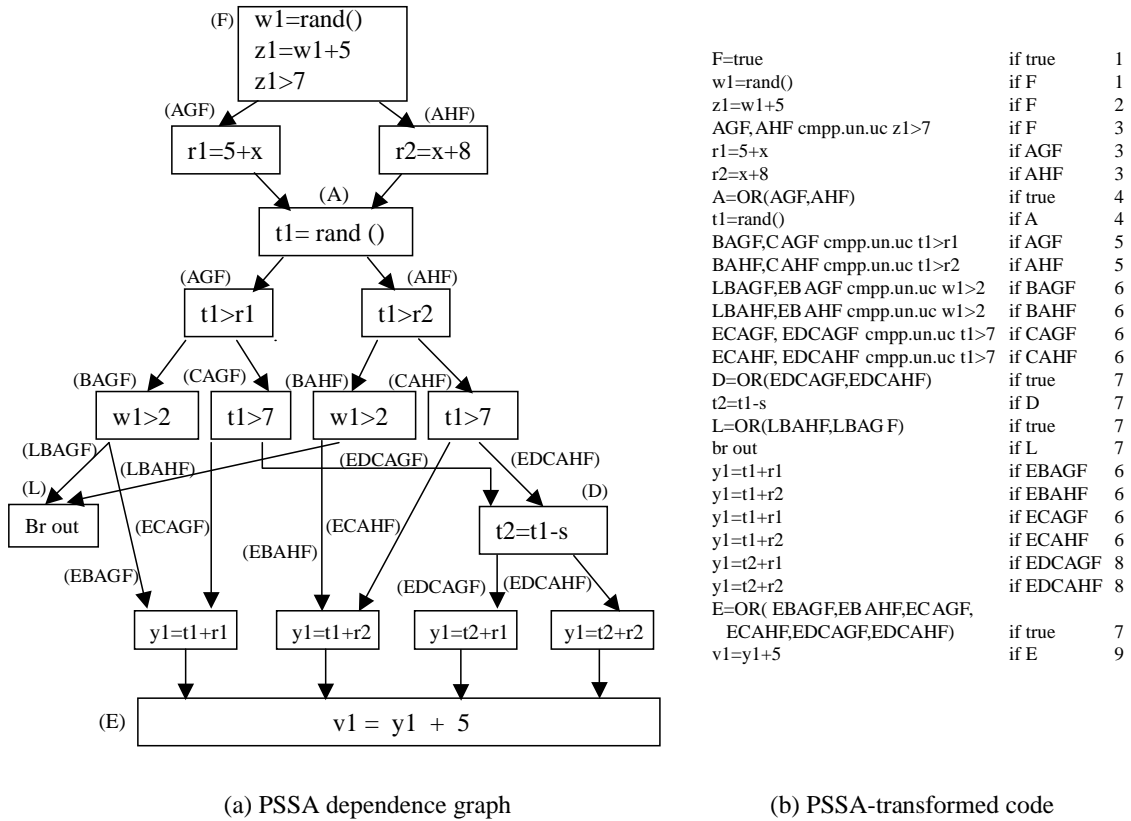 (F)
w1=rand()
z1=w1+5
z1>7
(AGF)
(AHF)
r1=5+x
r2=x+8
(A)
t1= rand ()
(AGF)
(AHF)
t1>r1
t1>r2
(BAGF)
(CAGF)
(BAHF)
(CAHF)
w1>2
t1>7
w1>2
t1>7
(LBAGF)
(LBAHF)
(EDCAGF)
(EDCAHF)
(L)
(D)
Br out
t2=t1-s
(ECAGF)
(ECAHF)
(EBAHF)
(EBAGF)
(EDCAGF)
(EDCAHF)
y1=t1+r1
y1=t1+r2
y1=t2+r1
y1=t2+r2
(E)
v1 = y1 + 5
(a) PSSA dependence graph
F=true if true 1
w1=rand() if F 1
z1=w1+5 if F 2
AGF, AHF cmpp.un.uc z1>7 if F 3
r1=5+x if AGF 3
r2=x+8 if AHF 3
A=OR(AGF,AHF) if true 4
t1=rand() if A 4
BAGF,CAGF cmpp.un.uc t1>r1 if AGF 5
BAHF,CAHF cmpp.un.uc t1>r2 if AHF 5
LBAGF,EBAGF cmpp.un.uc w1>2 if BAGF 6
LBAHF,EBAHF cmpp.un.uc w1>2 if BAHF 6
ECAGF, EDCAGF cmpp.un.uc t1>7 if CAGF 6
ECAHF, EDCAHF cmpp.un.uc t1>7 if CAHF 6
D=OR(EDCAGF,EDCAHF) if true 7
t2=t1-s if D 7
L=OR(LBAHF,LBAGF) if true 7
br out if L 7
y1=t1+r1 if EBAGF 6
y1=t1+r2 if EBAHF 6
y1=t1+r1 if ECAGF 6
y1=t1+r2 if ECAHF 6
y1=t2+r1 if EDCAGF 8
y1=t2+r2 if EDCAHF 8
E=OR( EBAGF,EBAHF,ECAGF,
ECAHF,EDCAGF,EDCAHF) if true 7
v1=y1+5 if E 9
(b) PSSA-transformed code